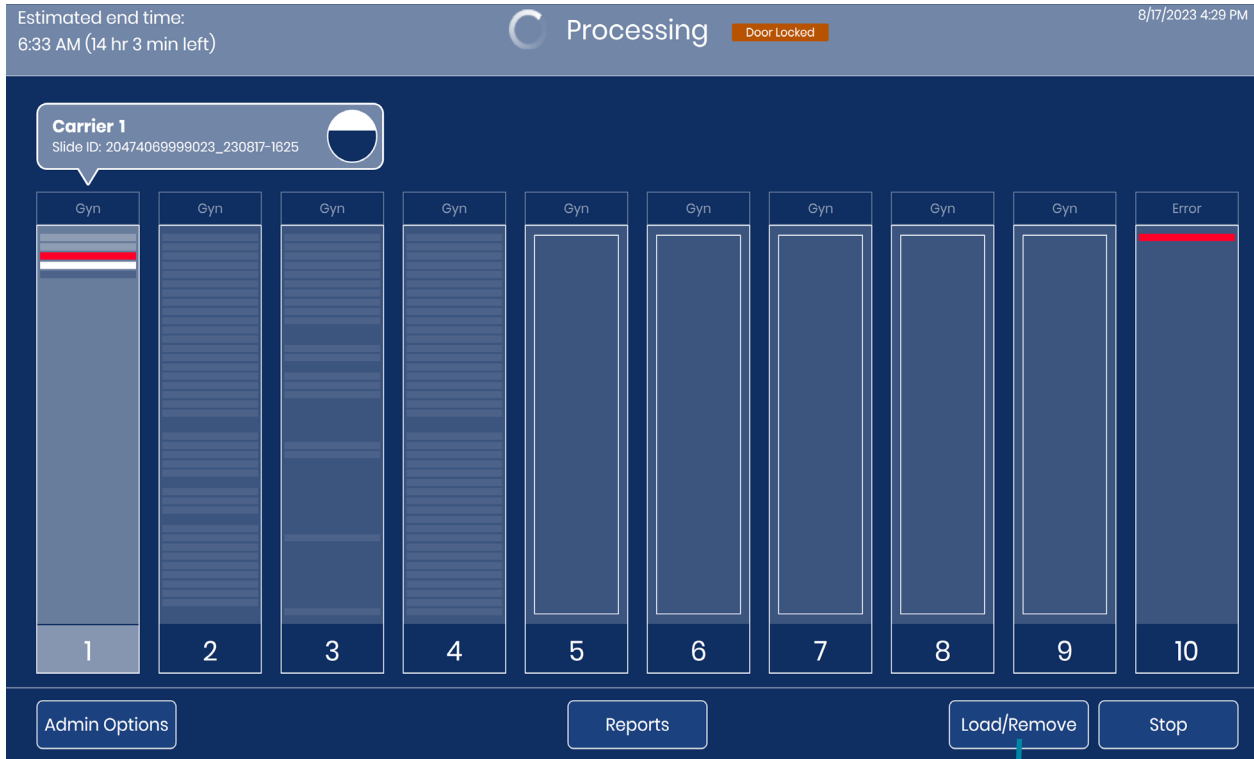 Estimated end time:
6:33 AM (14 hr 3 min left)
Processing
Door Locked
8/17/2023 4:29 PM
Carrier 1
Slide ID: 20474069999023_230817-1625
Gyn Gyn Gyn Gyn Gyn Gyn Gyn Gyn Gyn Error
1 2 3 4 5 6 7 8 9 10
Admin Options
Reports
Load/Remove
Stop